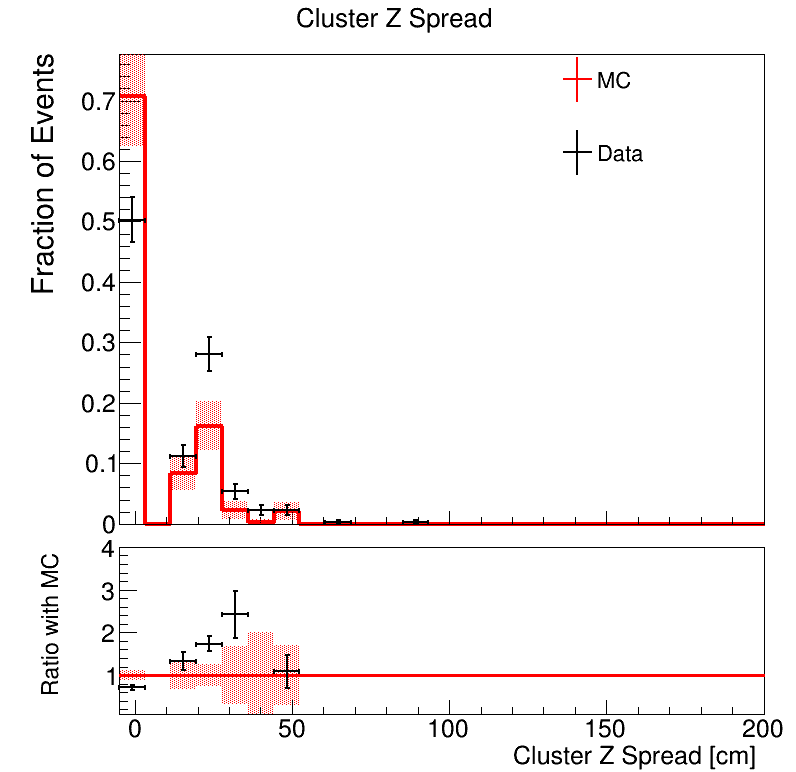 Cluster Z Spread
Fraction of Events
MC
Data
0.7
0.6
0.5
0.4
0.3
0.2
0.1
0
Ratio with MC
4
3
2
1
0 50 100 150 200
Cluster Z Spread [cm]